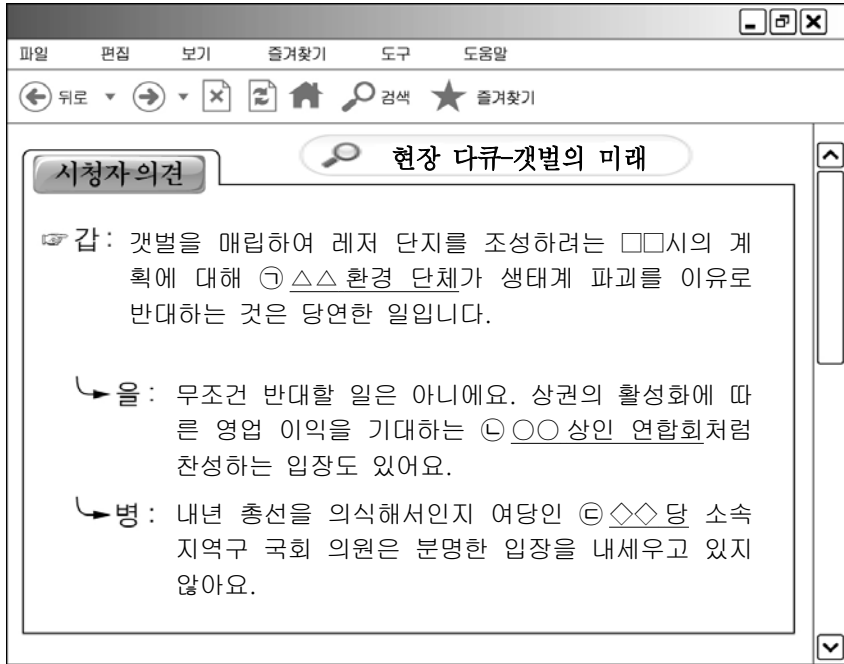 파일 편집 보기 즐겨찾기 도구 도움말
뒤로 검색 즐겨찾기
현장 다큐-갯벌의 미래
시청자 의견
☞갑: 갯벌을 매립하여 레저 단지를 조성하려는 □□시의 계
획에 대해 ㉠△△ 환경 단체가 생태계 파괴를 이유로
반대하는 것은 당연한 일입니다.
을: 무조건 반대할 일은 아니에요. 상권의 활성화에 따
른 영업 이익을 기대하는 ㉡○○ 상인 연합회처럼
찬성하는 입장도 있어요.
병: 내년 총선을 의식해서인지 여당인 ㉢◇◇ 당 소속
지역구 국회 의원은 분명한 입장을 내세우고 있지
않아요.